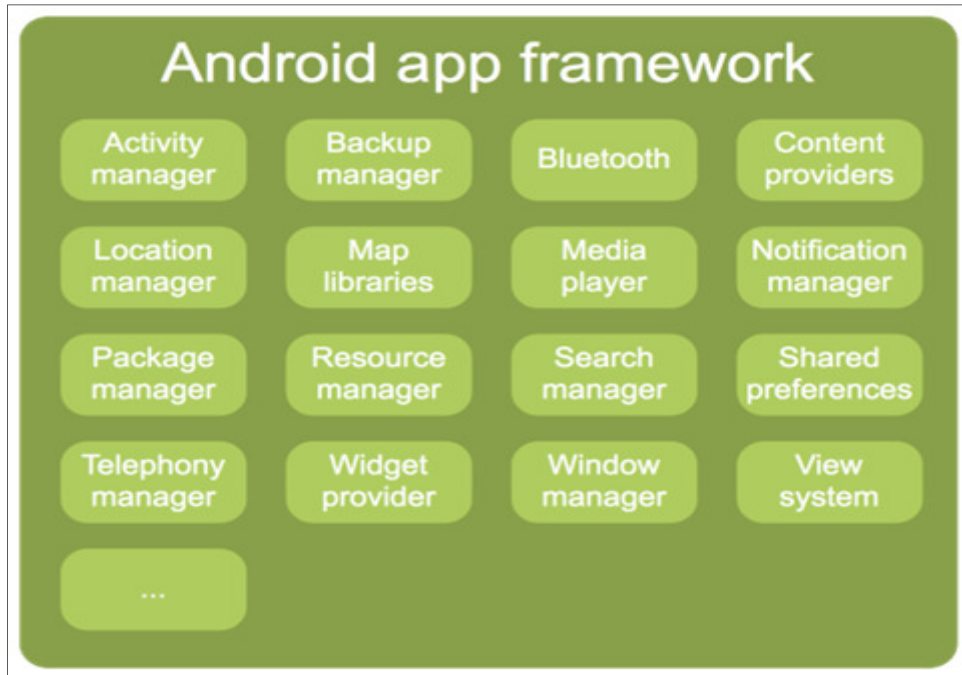 Android app framework
Activity
manager
Backup
manager
Bluetooth
Content
providers
Location
manager
Map
libraries
Media
player
Notification
manager
Package
manager
Resource
manager
Search
manager
Shared
preferences
Telephony
manager
Widget
provider
Window
manager
View
system
...